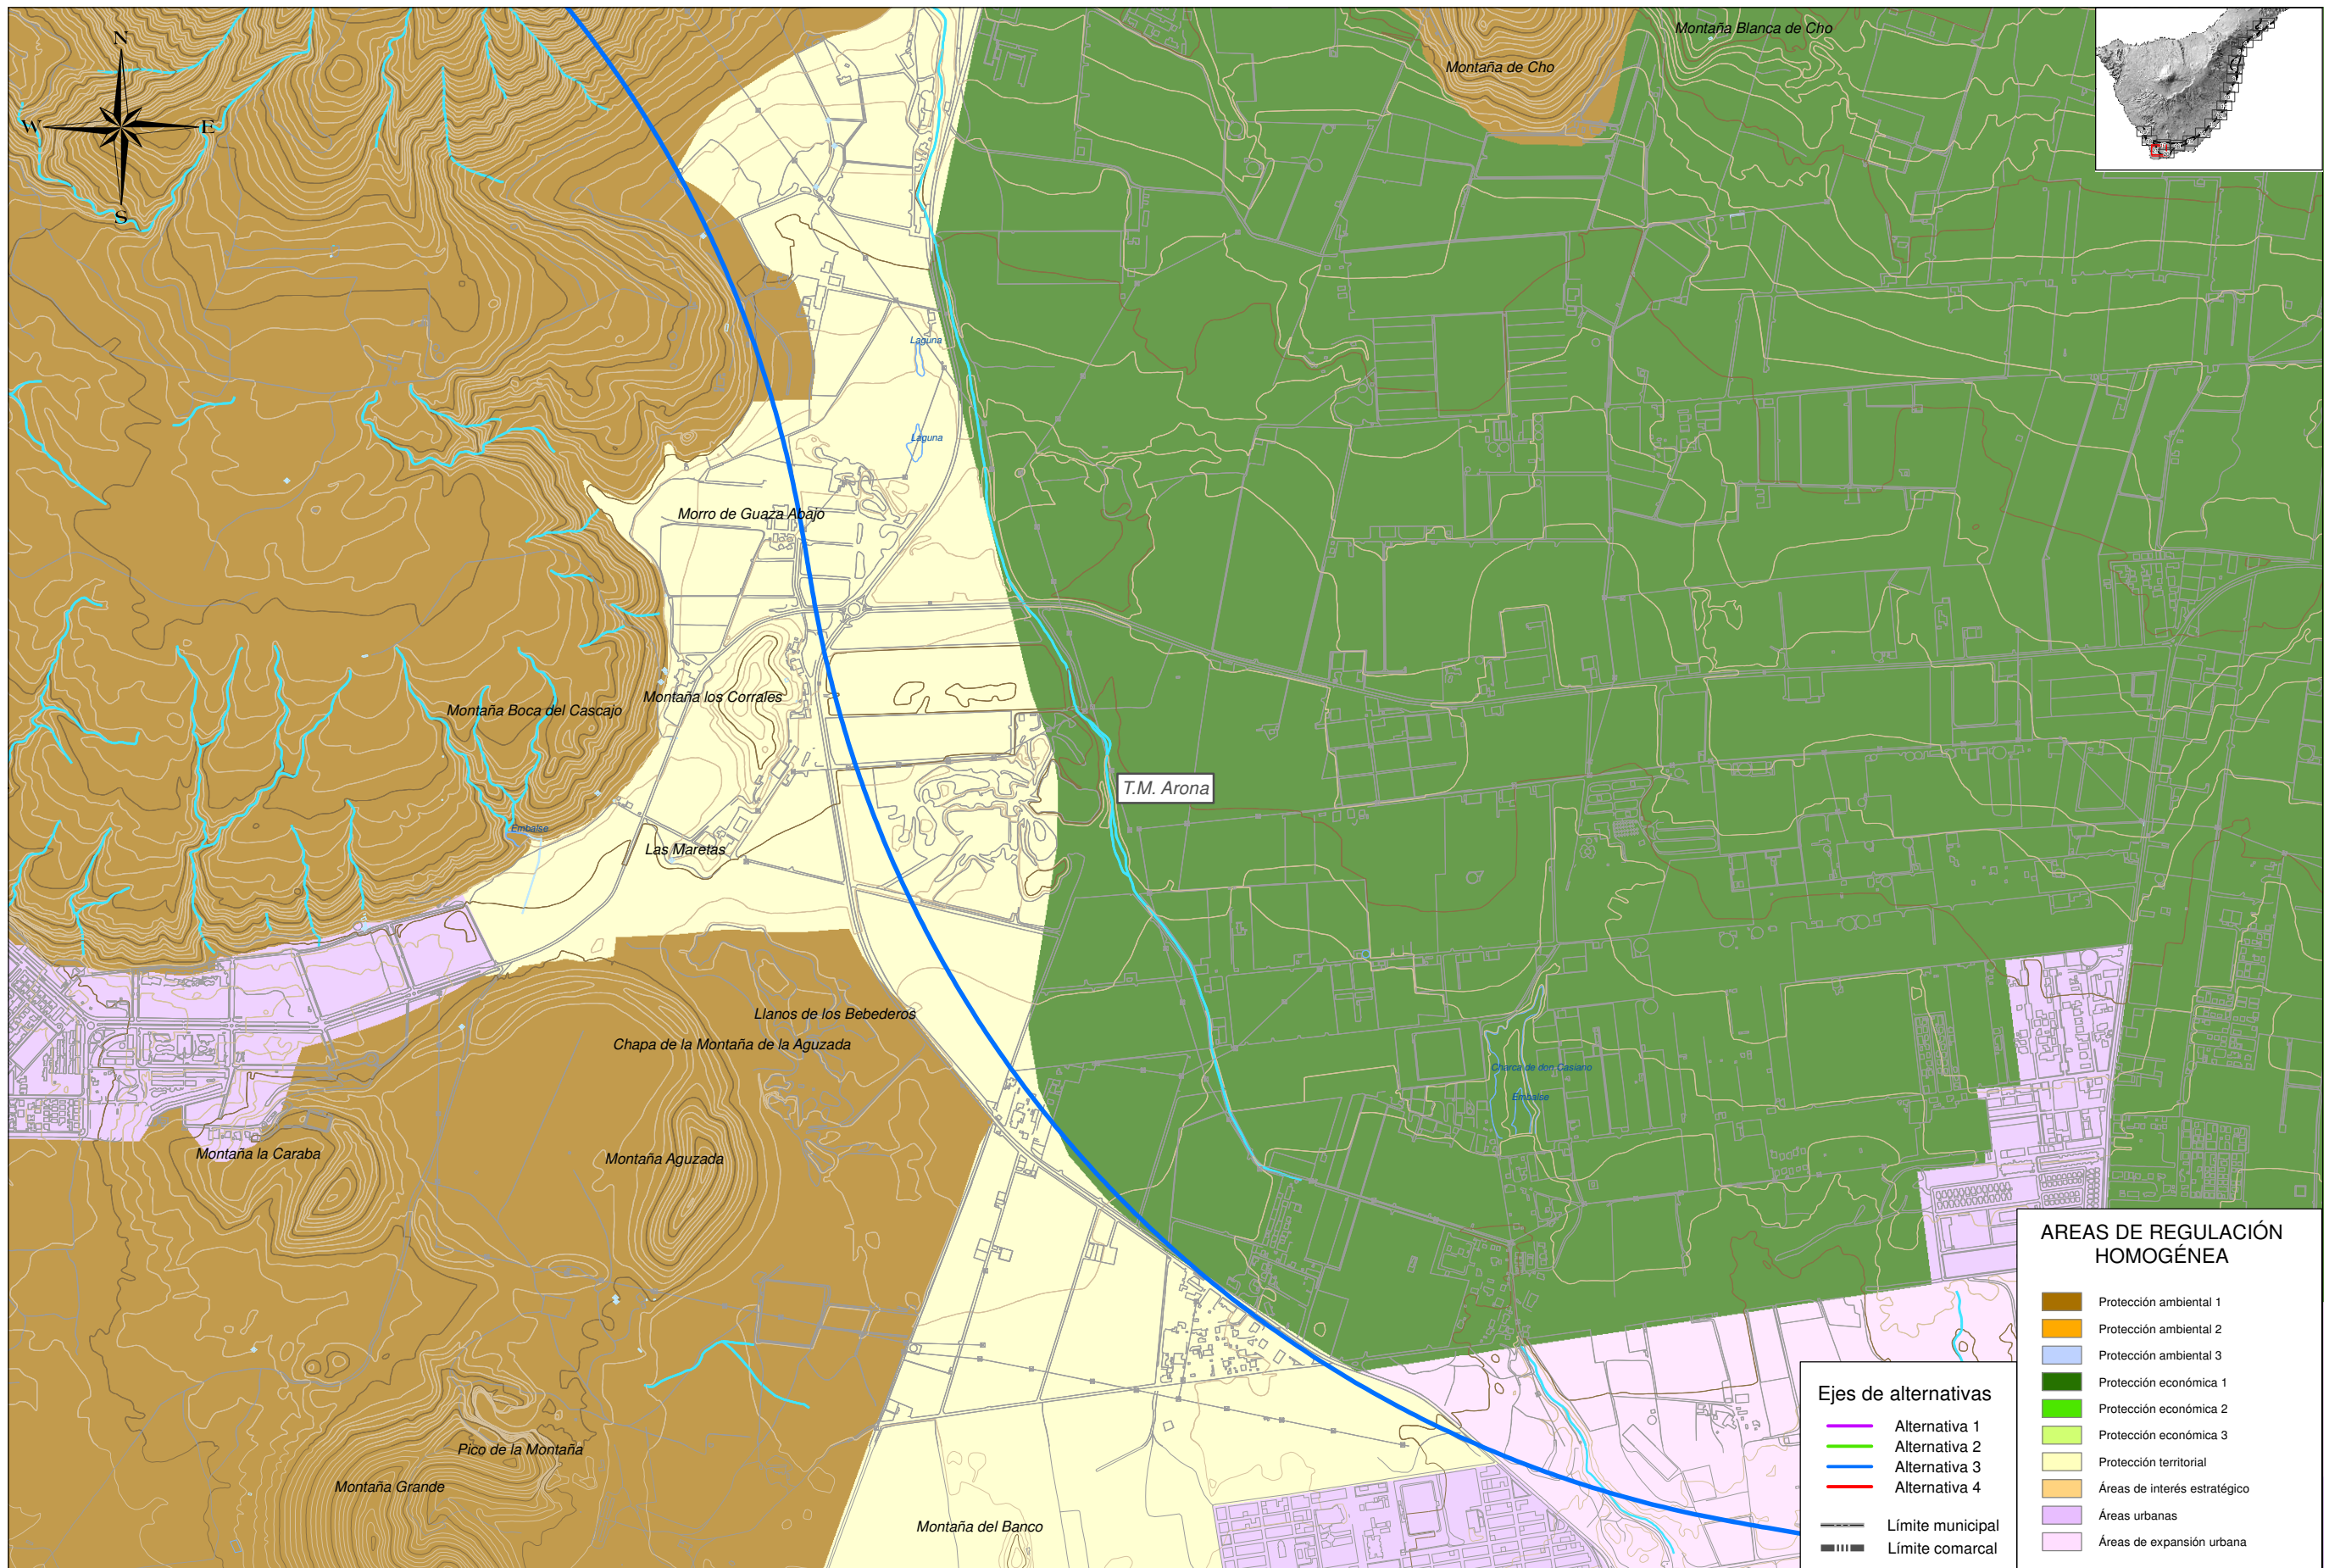 Montaña Blanca de Cho
Montaña de Cho
N
W
E
S
Laguna
Laguna
Morro de Guaza Abajo
Montaña los Corrales
Montaña Boca del Cascajo
T.M. Arona
Embalse
Las Maretas
Llanos de los Bebederos
Chapa de la Montaña de la Aguzada
Charca de don Casiano
Embalse
Montaña la Caraba
Montaña Aguzada
Pico de la Montaña
Montaña Grande
Montaña del Banco
Ejes de alternativas
Alternativa 1
Alternativa 2
Alternativa 3
Alternativa 4
Límite municipal
Límite comarcal
AREAS DE REGULACIÓN
HOMOGÉNEA
Protección ambiental 1
Protección ambiental 2
Protección ambiental 3
Protección económica 1
Protección económica 2
Protección económica 3
Protección territorial
Áreas de interés estratégico
Áreas urbanas
Áreas de expansión urbana